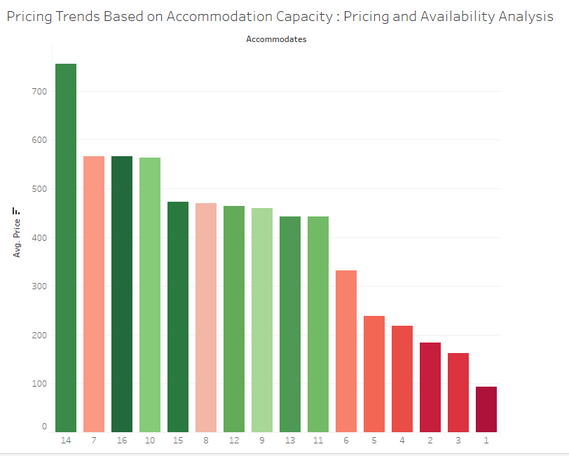 Pricing Trends Based on Accommodation Capacity : Pricing and Availability Analysis
Accommodates
Avg. Price
700
600
500
400
300
200
100
0
14 7 16 10 15 8 12 9 13 11 6 5 4 2 3 1